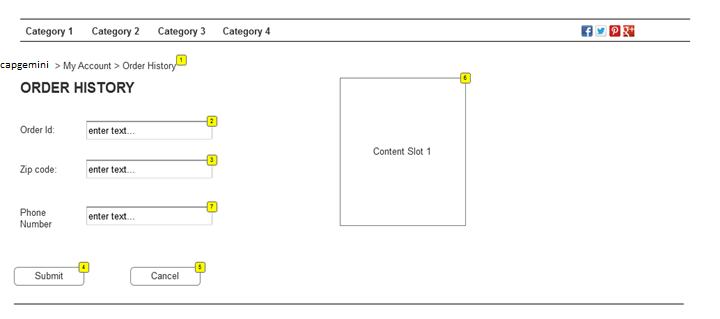 Category 1 Category 2 Category 3 Category 4
capgemini > My Account > Order History 1
ORDER HISTORY
6
Order Id: enter text... 2
Content Slot 1
Zip code: enter text... 3
Phone
Number enter text... 7
Submit 4 Cancel 5